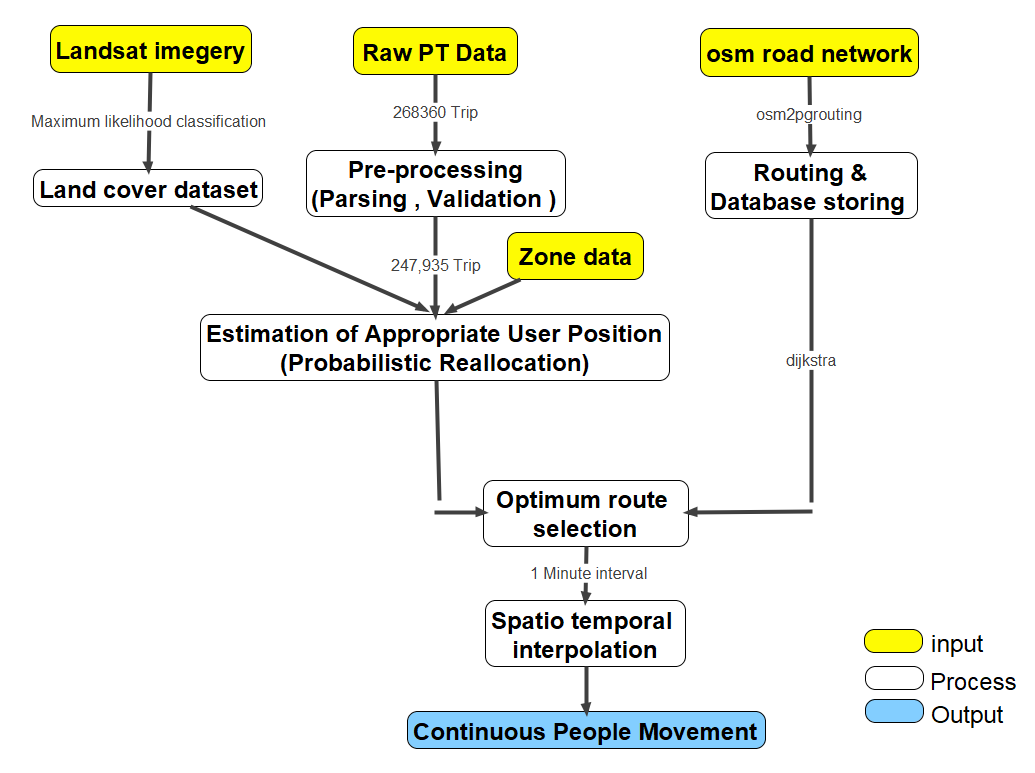 Landsat imegery
Raw PT Data
osm road network
Maximum likelihood classification
268360 Trip
osm2pgrouting
Land cover dataset
Pre-processing
(Parsing , Validation )
Routing &
Database storing
247,935 Trip
Zone data
Estimation of Appropriate User Position
(Probabilistic Reallocation)
dijkstra
Optimum route
selection
1 Minute interval
Spatio temporal
interpolation
Continuous People Movement
input
Process
Output